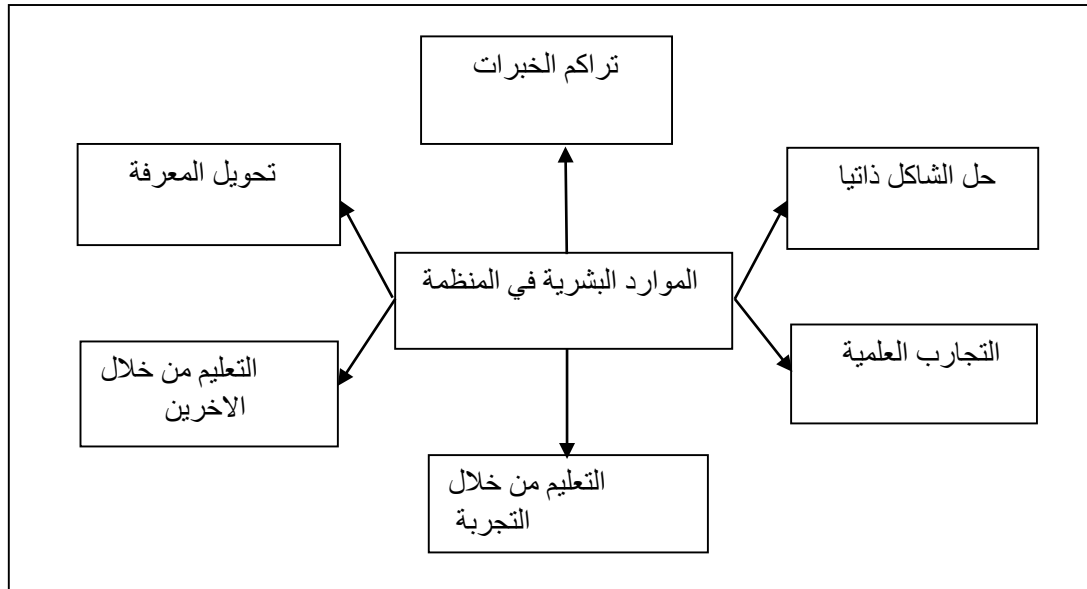 تراكم الخبرات
حل الشاكل ذاتيا
تحويل المعرفة
الموارد البشرية في المنظمة
التجارب العلمية
التعليم من خلال
الاخرين
التعليم من خلال
التجربة